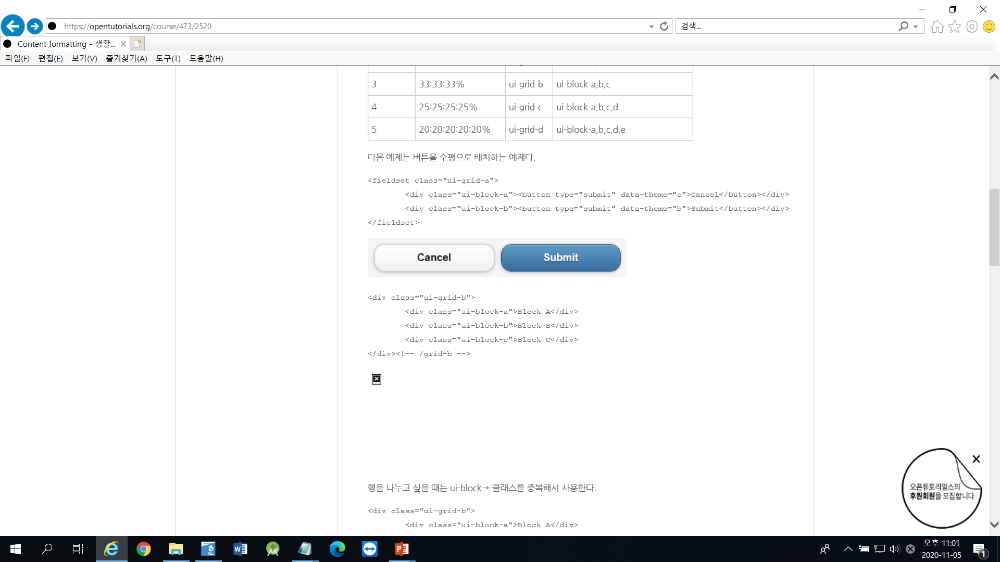 https://opentutorials.org/course/473/2520
검색...
Content formatting - 생활...
파일(F) 편집(E) 보기(V) 즐겨찾기(A) 도구(T) 도움말(H)
3 33:33:33% ui-grid-b ui-block-a,b,c
4 25:25:25:25% ui-grid-c ui-block-a,b,c,d
5 20:20:20:20:20% ui-grid-d ui-block-a,b,c,d,e
다음 예제는 버튼을 수평으로 배치하는 예제다.
<fieldset class="ui-grid-a">
<div class="ui-block-a"><button type="submit" data-theme="c">Cancel</button></div>
<div class="ui-block-b"><button type="submit" data-theme="b">Submit</button></div>
</fieldset>
Cancel Submit
<div class="ui-grid-b">
<div class="ui-block-a">Block A</div>
<div class="ui-block-b">Block B</div>
<div class="ui-block-c">Block C</div>
</div><!-- /grid-b -->
행을 나누고 싶을 때는 ui-block-* 클래스를 중복해서 사용한다.
<div class="ui-grid-b">
<div class="ui-block-a">Block A</div>
오픈튜토리얼스의
후원회원을 모집합니다
오후 11:01
2020-11-05
1